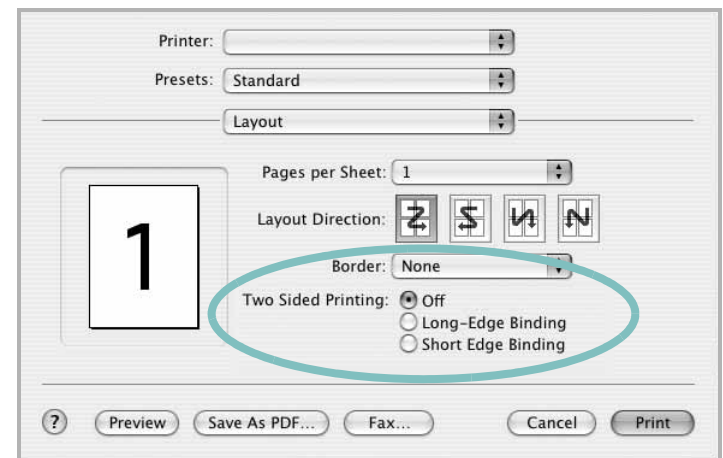 Printer:
Presets: Standard
Layout
Pages per Sheet: 1
Layout Direction:
1
Border: None
Two Sided Printing: Off
Long-Edge Binding
Short Edge Binding
? Preview Save As PDF... Fax... Cancel Print